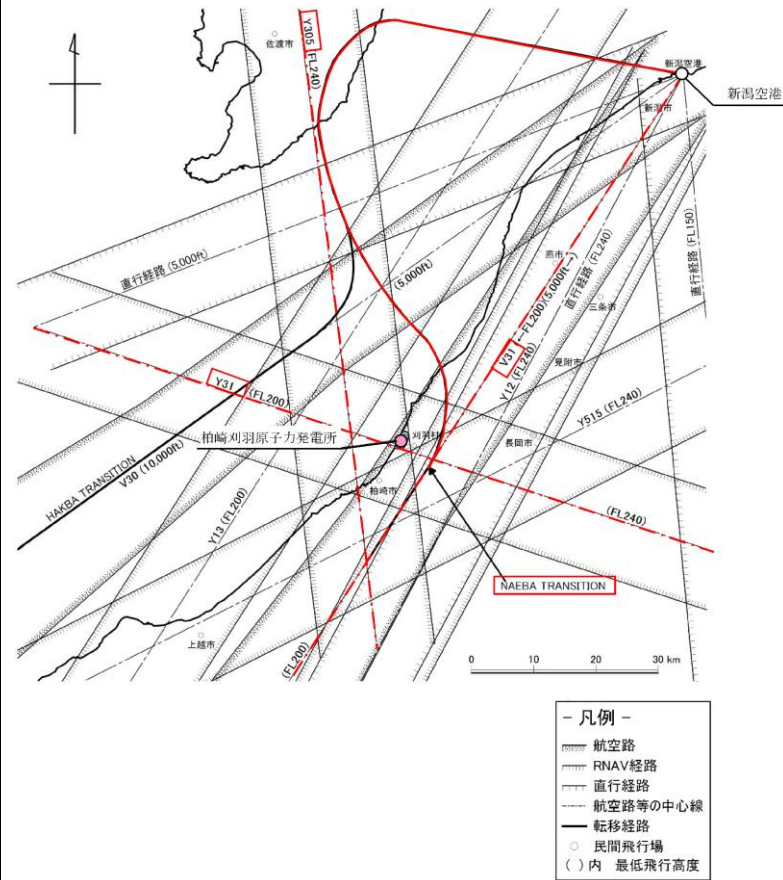 佐渡市
Y305 (FL240)
新潟空港
新潟空港
新潟市
直行経路 (5,000ft)
(5,000ft)
直行経路 (FL150)
燕市
三条市
V31 (FL200)(5,000ft)
直行経路 (FL240)
Y12 (FL240)
見附市
Y31 (FL200)
Y515 (FL240)
柏崎刈羽原子力発電所
刈羽村
長岡市
HAKBA TRANSITION
V30 (10,000ft)
柏崎市
Y13 (FL200)
(FL240)
NAEBA TRANSITION
上越市
(FL200)
0 10 20 30 km
- 凡例 -
航空路
RNAV経路
直行経路
航空路等の中心線
転移経路
民間飛行場
( ) 内 最低飛行高度